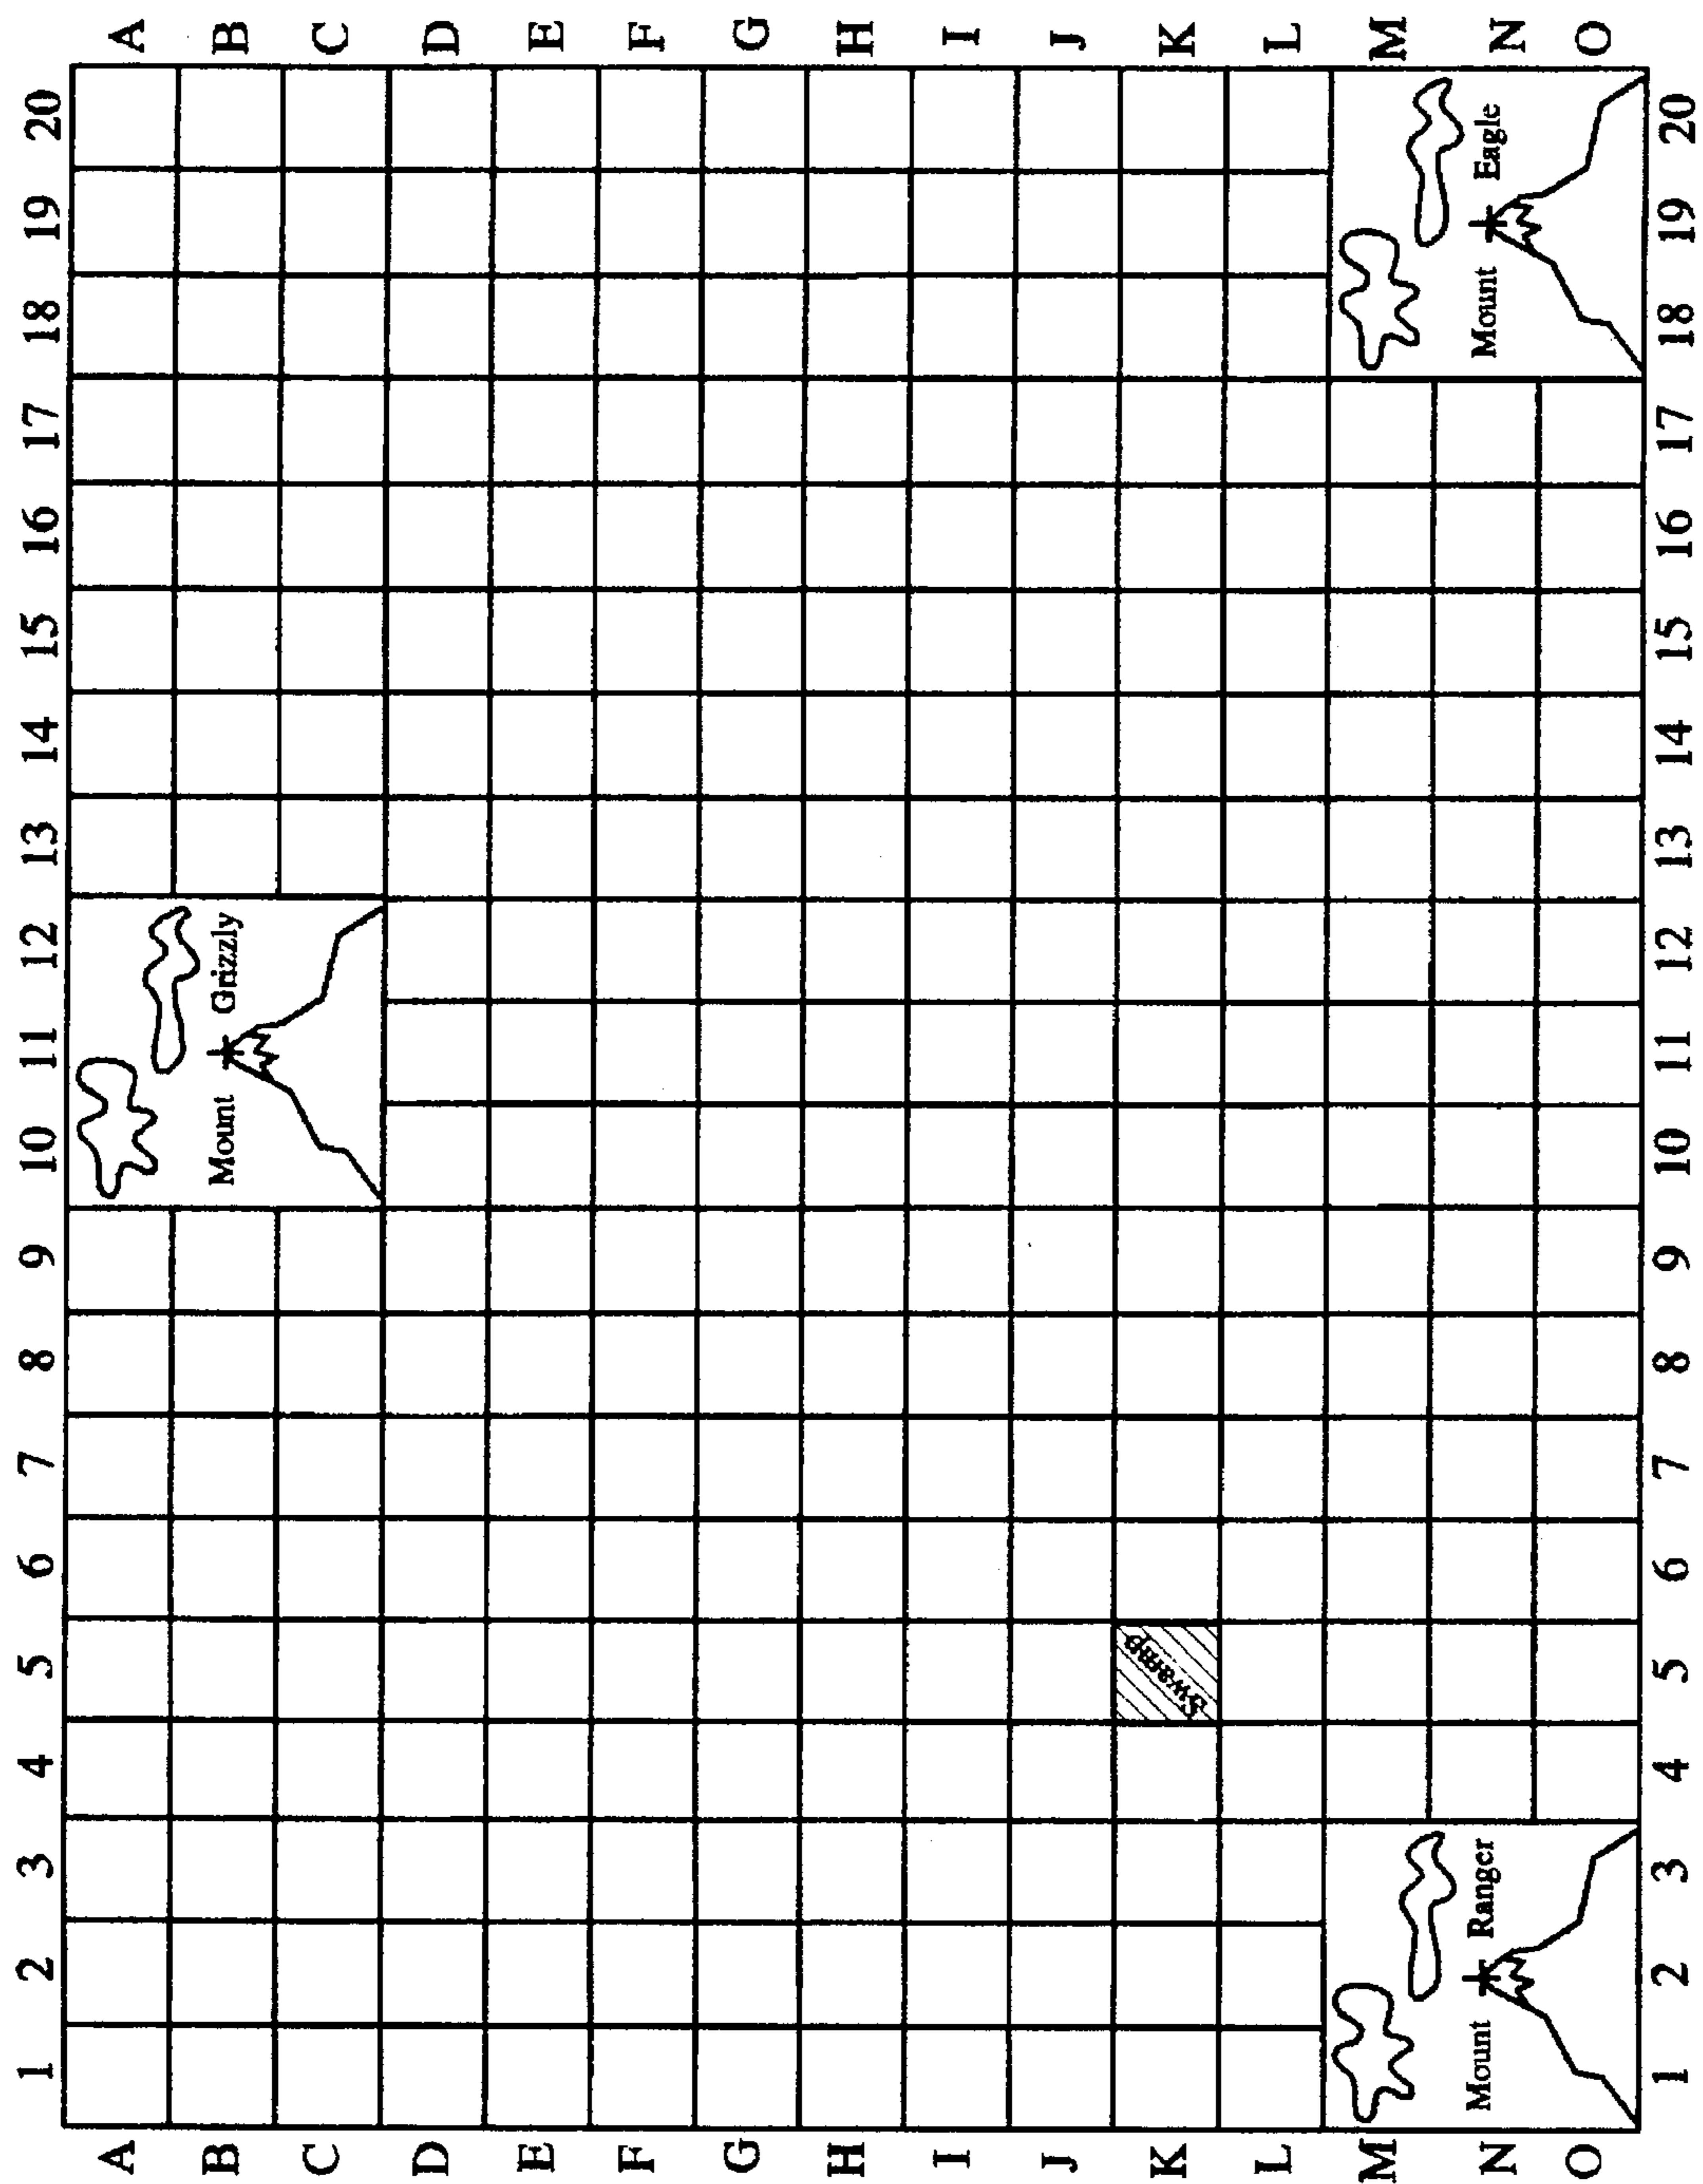 1 2 3 4 5 6 7 8 9 10 11 12 13 14 15 16 17 18 19 20
A A
B Mount Grizzly B
C C
D D
E E
F F
G G
H H
I I
J J
K Swamp K
L L
M M
N Mount Ranger Mount Eagle N
O O
1 2 3 4 5 6 7 8 9 10 11 12 13 14 15 16 17 18 19 20